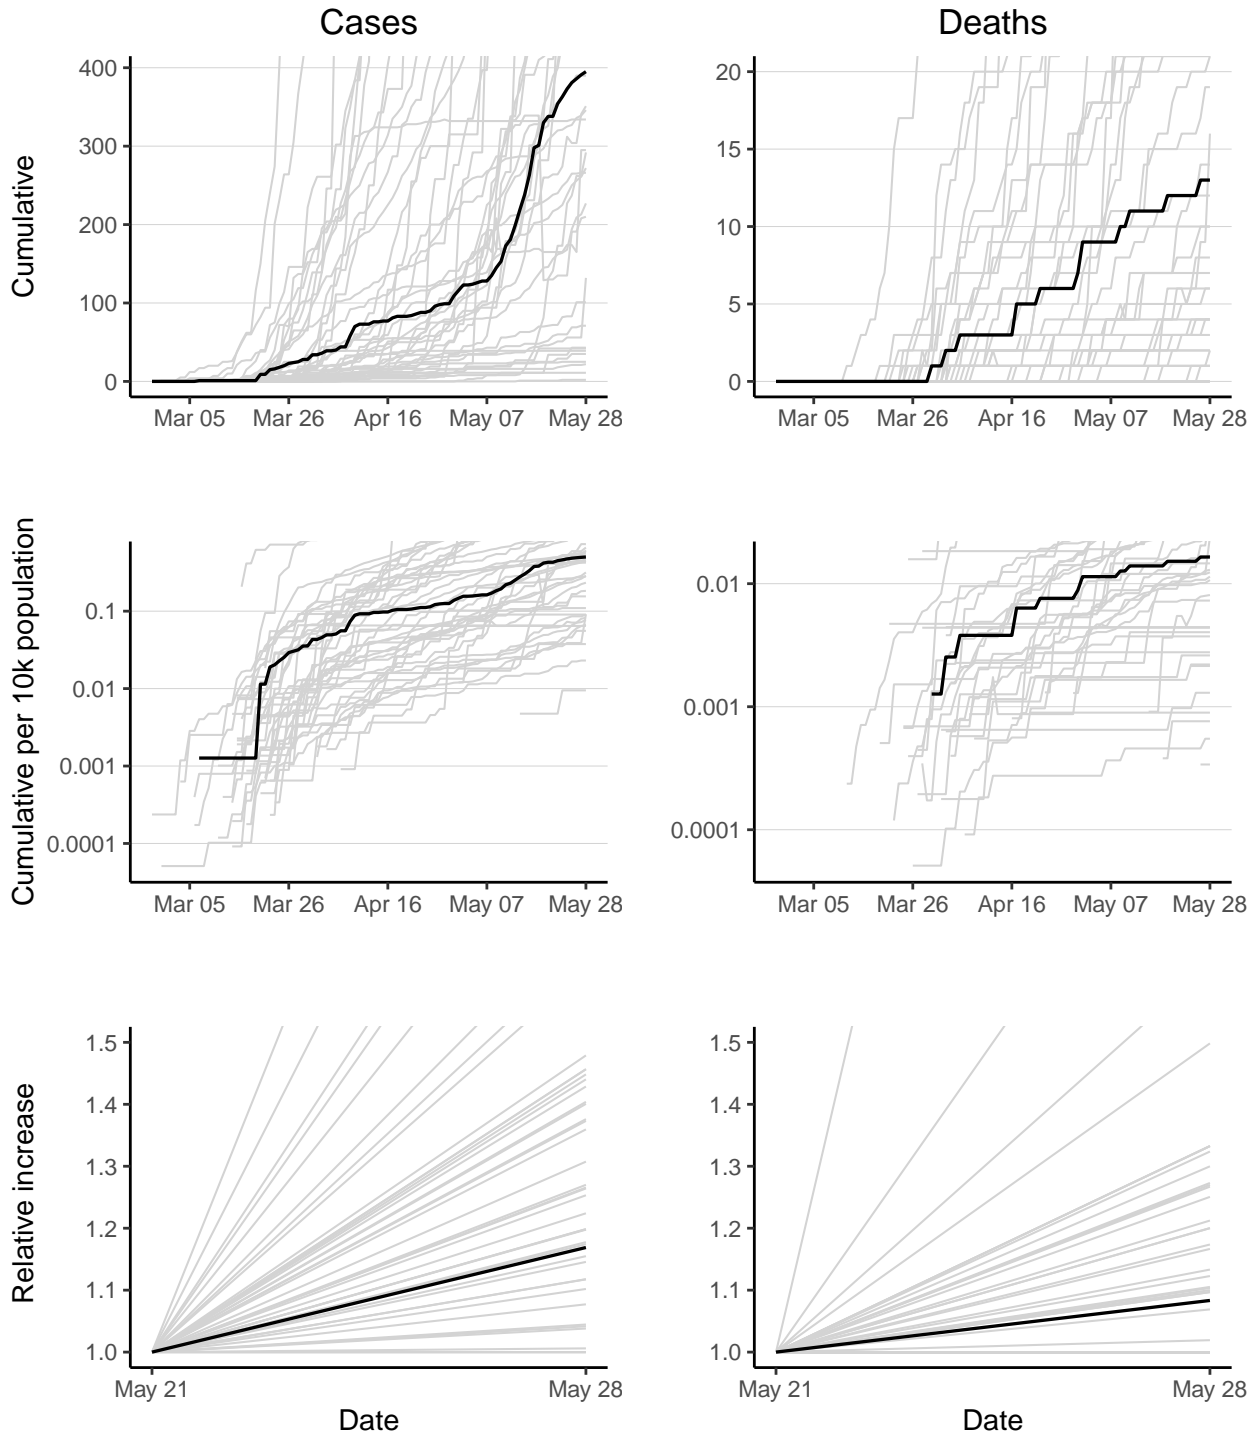 Cases
Deaths
Cumulative
400
300
200
100
0
Mar 05 Mar 26 Apr 16 May 07 May 28
20
15
10
5
0
Mar 05 Mar 26 Apr 16 May 07 May 28
Cumulative per 10k population
0.1
0.01
0.001
0.0001
Mar 05 Mar 26 Apr 16 May 07 May 28
0.01
0.001
0.0001
Mar 05 Mar 26 Apr 16 May 07 May 28
Relative increase
1.5
1.4
1.3
1.2
1.1
1.0
May 21 May 28
Date
1.5
1.4
1.3
1.2
1.1
1.0
May 21 May 28
Date